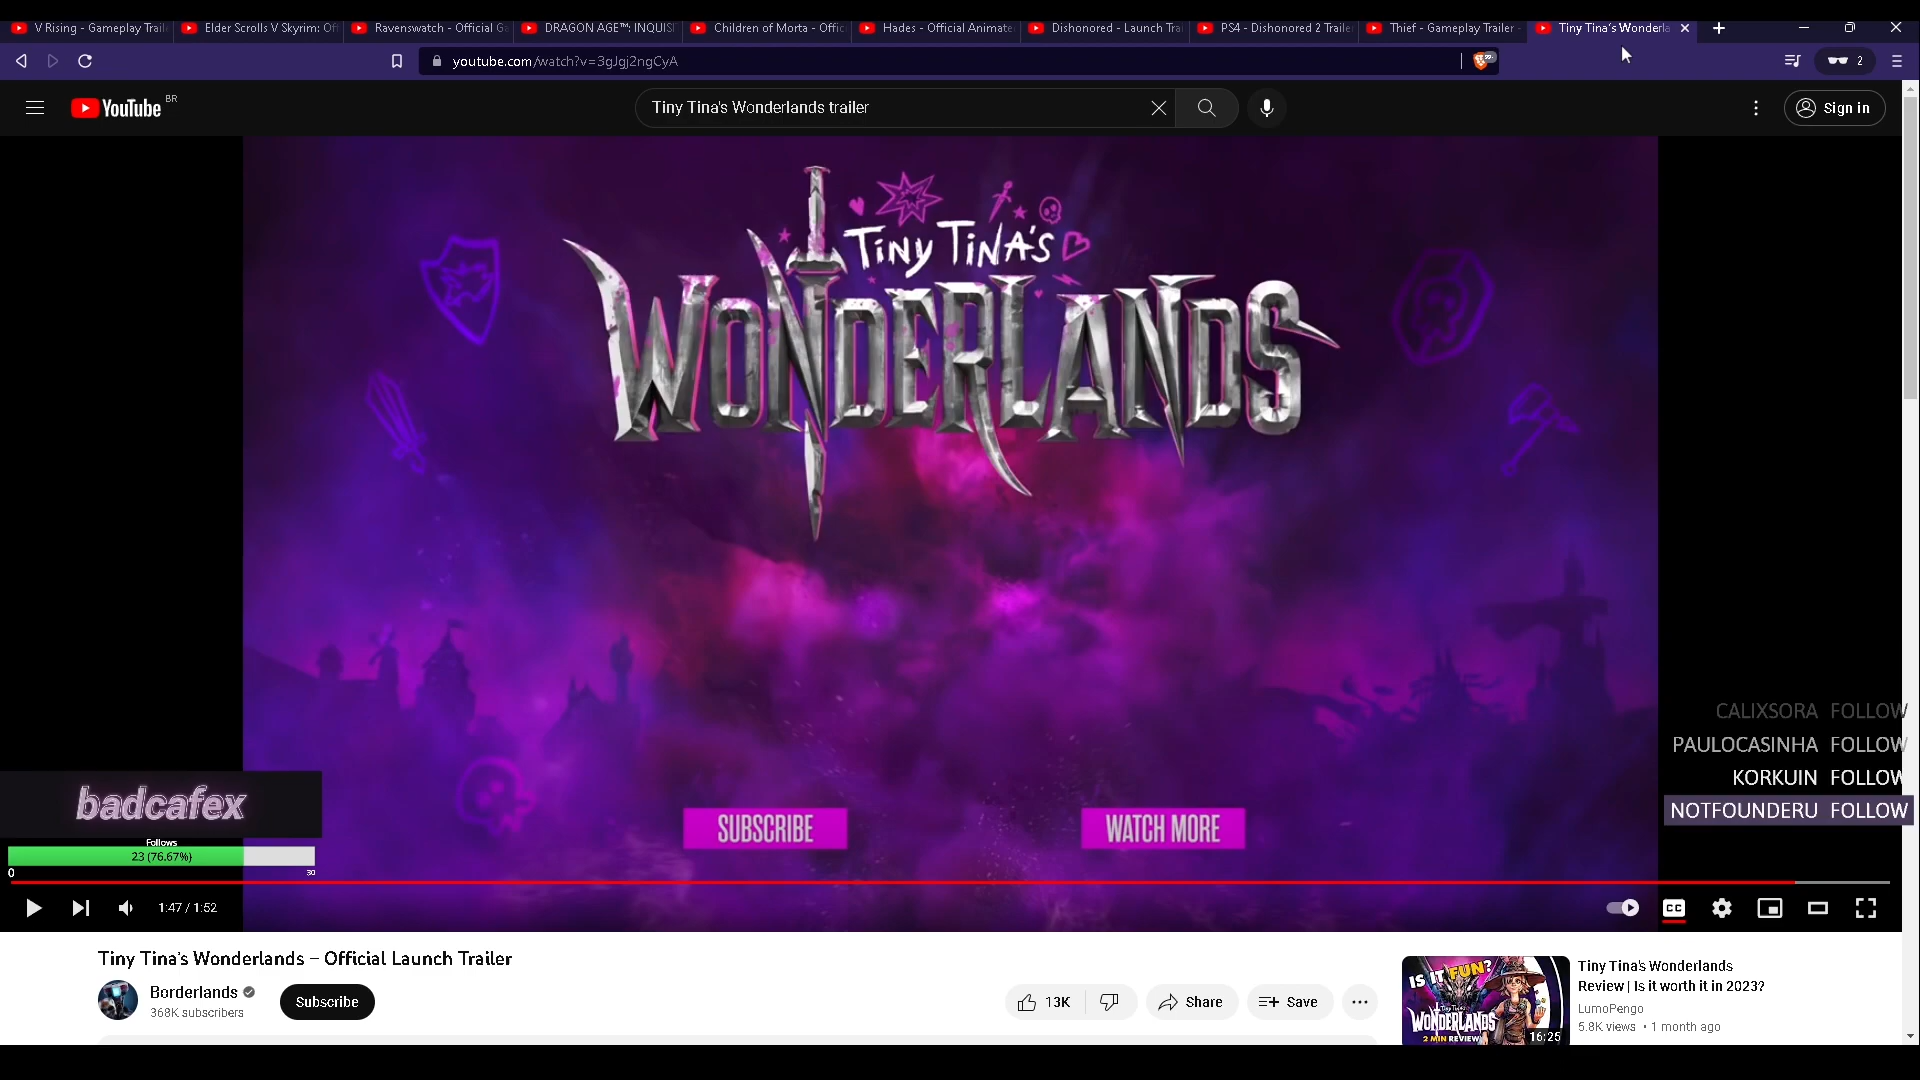 V Rising - Gameplay Trail
Elder Scrolls V Skyrim: Of
Ravenswatch - Official G
DRAGON AGE™: INQUISI
Children of Morta - Offic
Hades - Official Animate
Dishonored - Launch Tra
PS4 - Dishonored 2 Traile
Thief - Gameplay Trailer -
Tiny Tina's Wonderla
youtube.com/watch?v=3gJgj2ngCyA
2
YouTube BR
Tiny Tina's Wonderlands trailer
Sign in
TiNy TiNA'S
WONDERLANDS
CALIXSORA FOLLOW
PAULOCASINHA FOLLOW
KORKUIN FOLLOW
NOTFOUNDERU FOLLOW
badcafex
SUBSCRIBE
WATCH MORE
Follows
23 (76.67%)
0
30
1:47 / 1:52
CC
Tiny Tina's Wonderlands – Official Launch Trailer
Borderlands
368K subscribers
Subscribe
13K
Share
Save
IS IT FUN?
WONDERLANDS
2 MIN REVIEW
16:25
Tiny Tina's Wonderlands
Review | Is it worth it in 2023?
LumoPengo
5.8K views • 1 month ago